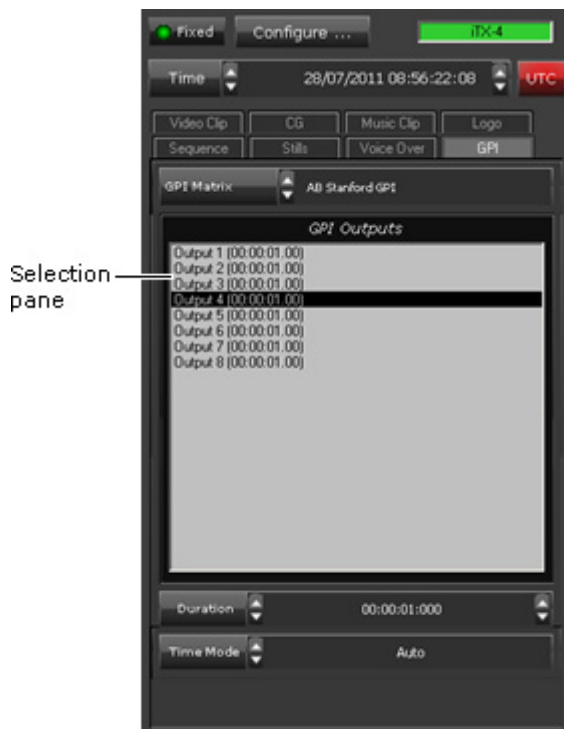 Fixed Configure ... iTX-4
Time 28/07/2011 08:56:22:08 UTC
Video Clip CG Music Clip Logo
Sequence Stills Voice Over GPI
GPI Matrix AB Stanford GPI
GPI Outputs
Output 1 (00:00:01.00)
Output 2 (00:00:01.00)
Output 3 (00:00:01.00)
Output 4 (00:00:01.00)
Output 5 (00:00:01.00)
Output 6 (00:00:01.00)
Output 7 (00:00:01.00)
Output 8 (00:00:01.00)
Selection
pane
Duration 00:00:01:000
Time Mode Auto